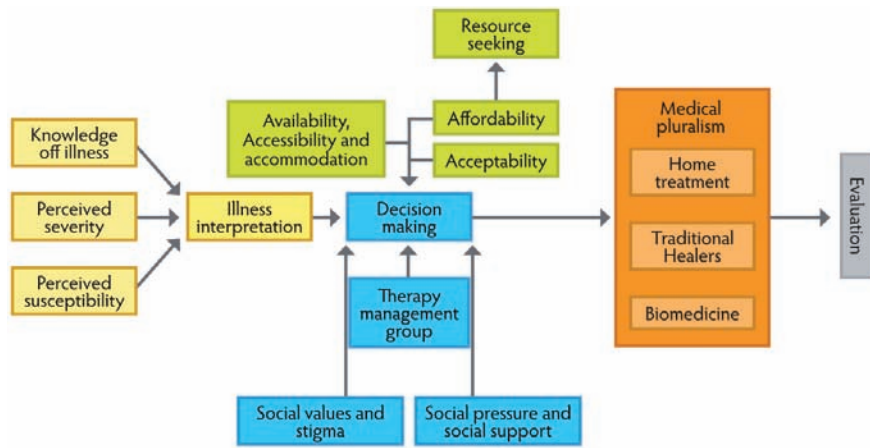 Resource
seeking
Availability,
Accessibility and
accommodation
Affordability
Acceptability
Knowledge
off illness
Perceived
severity
Perceived
susceptibility
Illness
interpretation
Decision
making
Therapy
management
group
Social values and
stigma
Social pressure and
social support
Medical
pluralism
Home
treatment
Traditional
Healers
Biomedicine
Evaluation